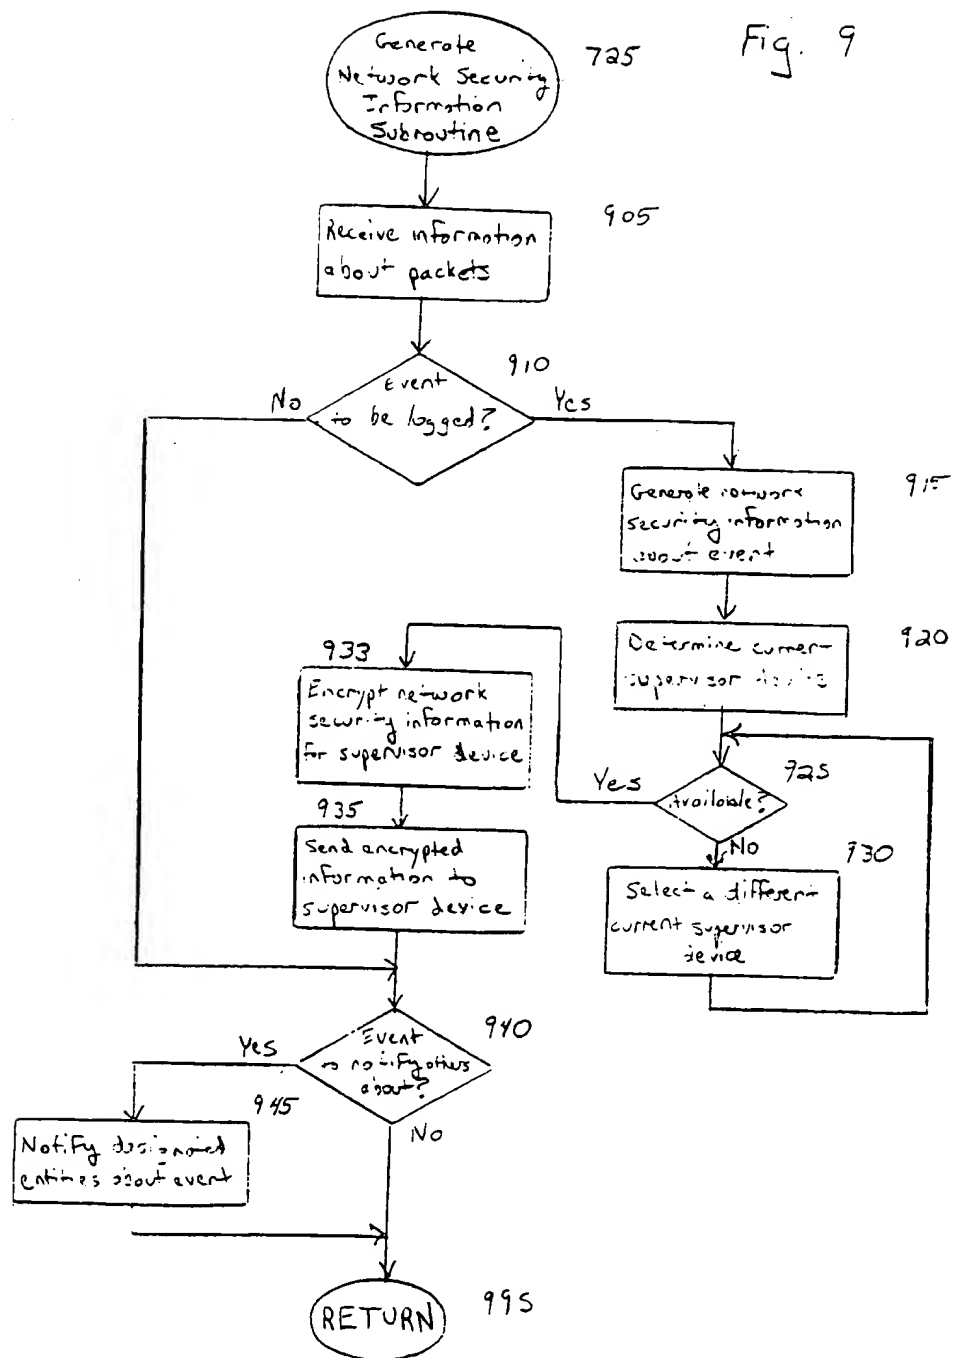 Fig. 9
Generate
Network Security
Information
Subroutine
725
905
Receive information
about packets
910
Event
to be logged?
No
Yes
915
Generate network
security information
about event
920
Determine current
supervisor device
933
Encrypt network
security information
for supervisor device
925
Available?
Yes
No
935
Send encrypted
information to
supervisor device
930
Select a different
current supervisor
device
940
Event
to notify others
about?
Yes
No
945
Notify designated
entities about event
RETURN
995